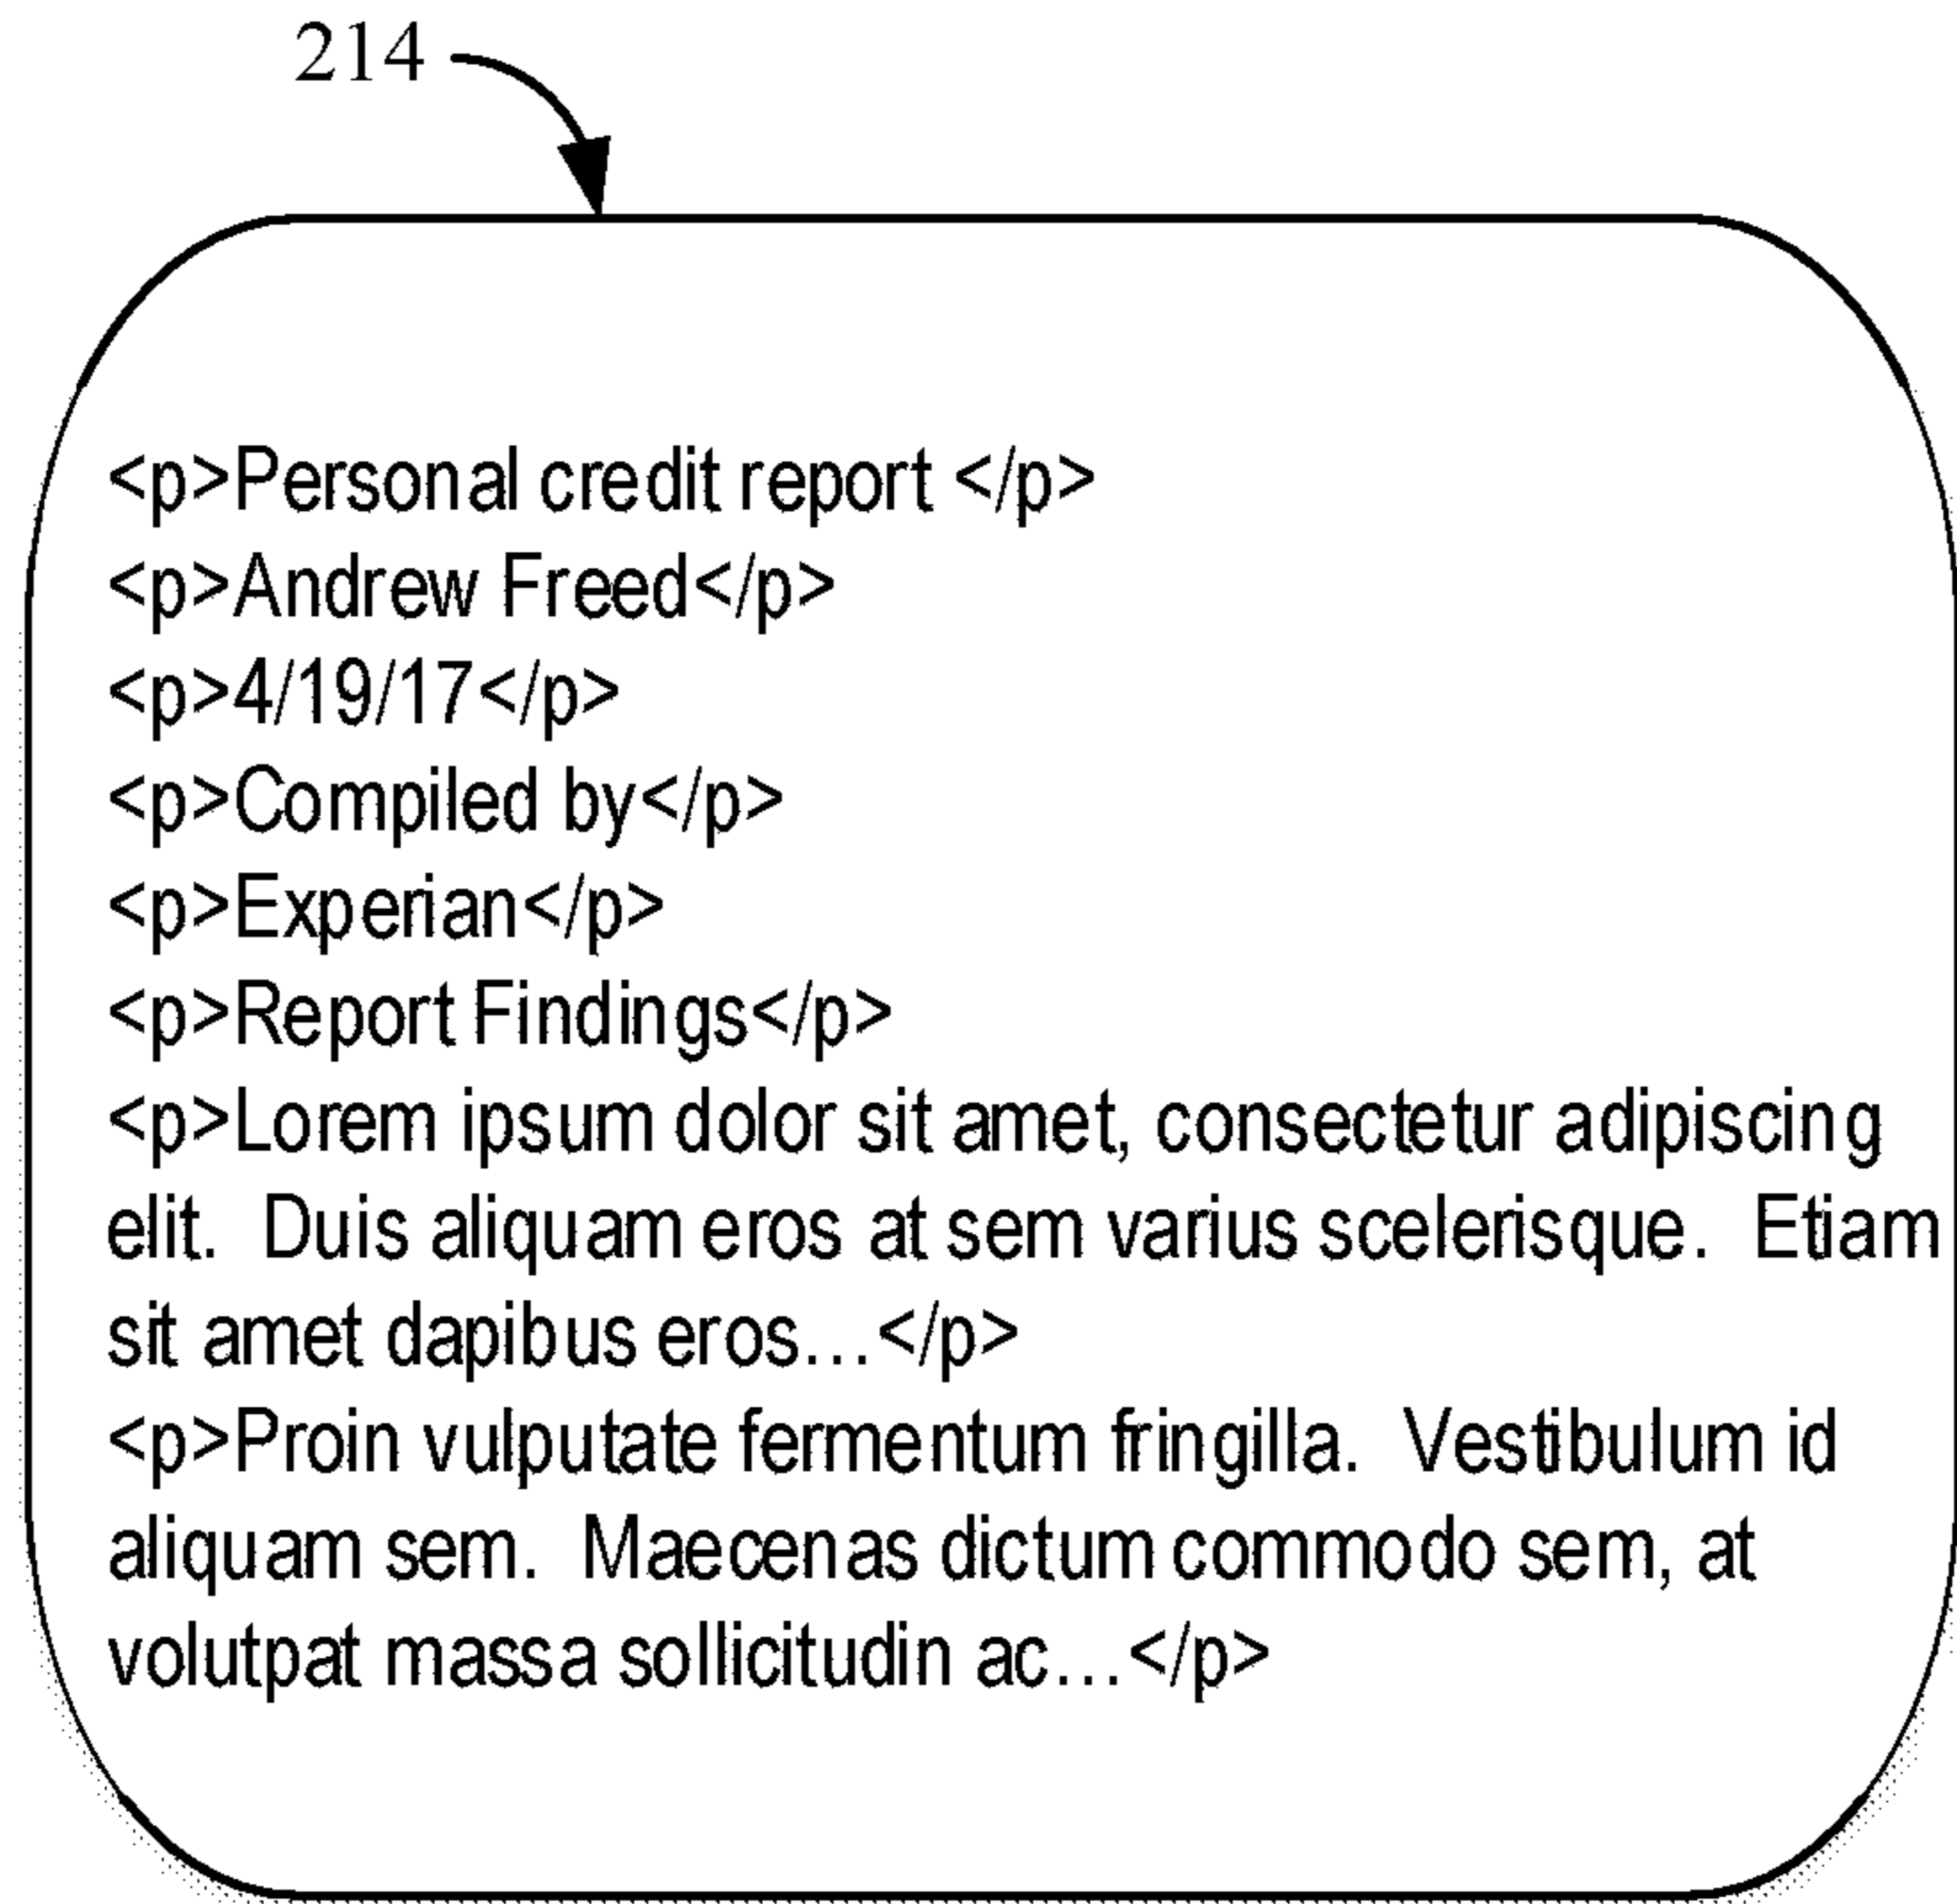 214
<p>Personal credit report </p>
<p>Andrew Freed</p>
<p>4/19/17</p>
<p>Compiled by</p>
<p>Experian</p>
<p>Report Findings</p>
<p>Lorem ipsum dolor sit amet, consectetur adipiscing
elit.  Duis aliquam eros at sem varius scelerisque.  Etiam
sit amet dapibus eros...</p>
<p>Proin vulputate fermentum fringilla.  Vestibulum id
aliquam sem.  Maecenas dictum commodo sem, at
volutpat massa sollicitudin ac...</p>